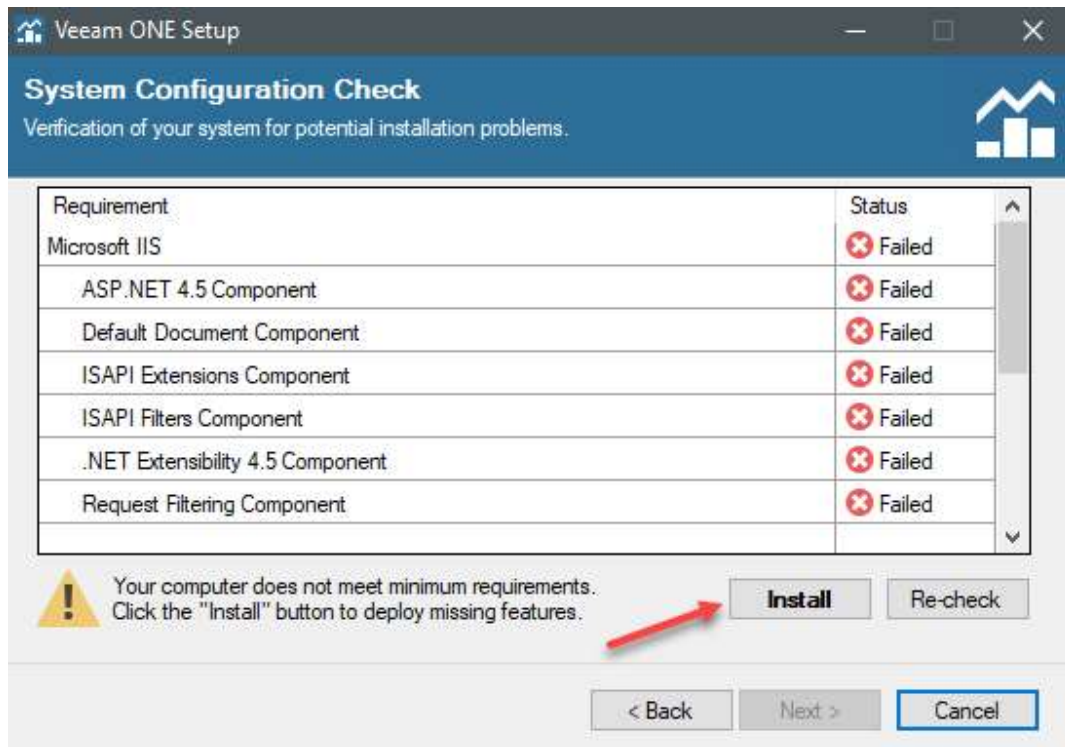 Veeam ONE Setup
System Configuration Check
Verification of your system for potential installation problems.
Requirement Status
Microsoft IIS Failed
ASP.NET 4.5 Component Failed
Default Document Component Failed
ISAPI Extensions Component Failed
ISAPI Filters Component Failed
.NET Extensibility 4.5 Component Failed
Request Filtering Component Failed
Your computer does not meet minimum requirements.
Click the "Install" button to deploy missing features.
Install Re-check
< Back Next > Cancel